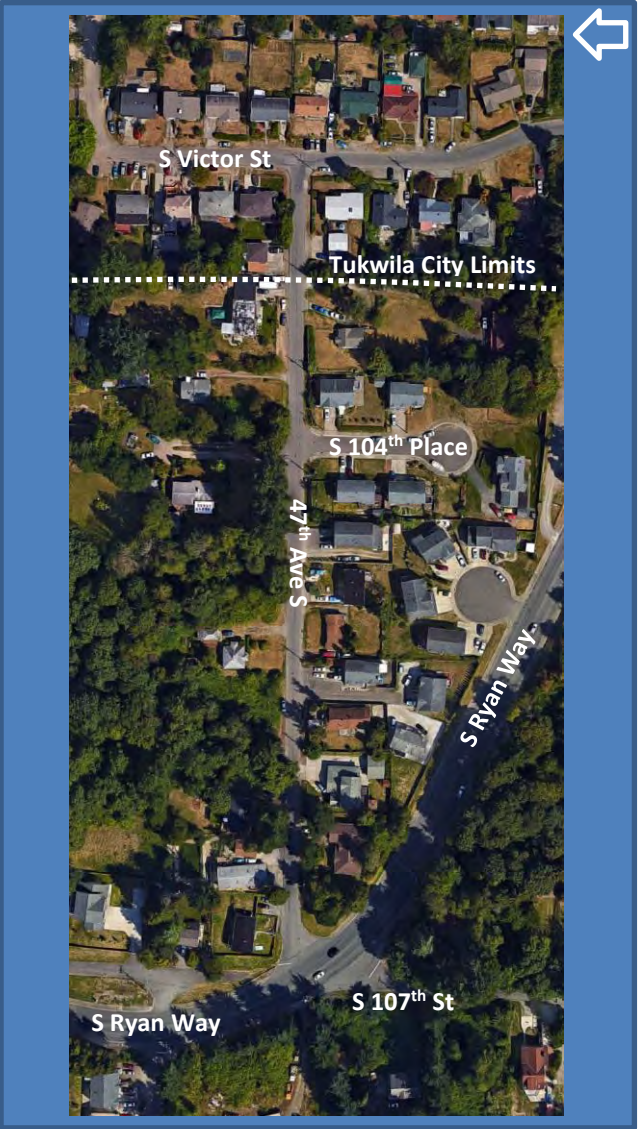 S Victor St
Tukwila City Limits
S 104th Place
47th Ave S
S Ryan Way
S 107th St
S Ryan Way